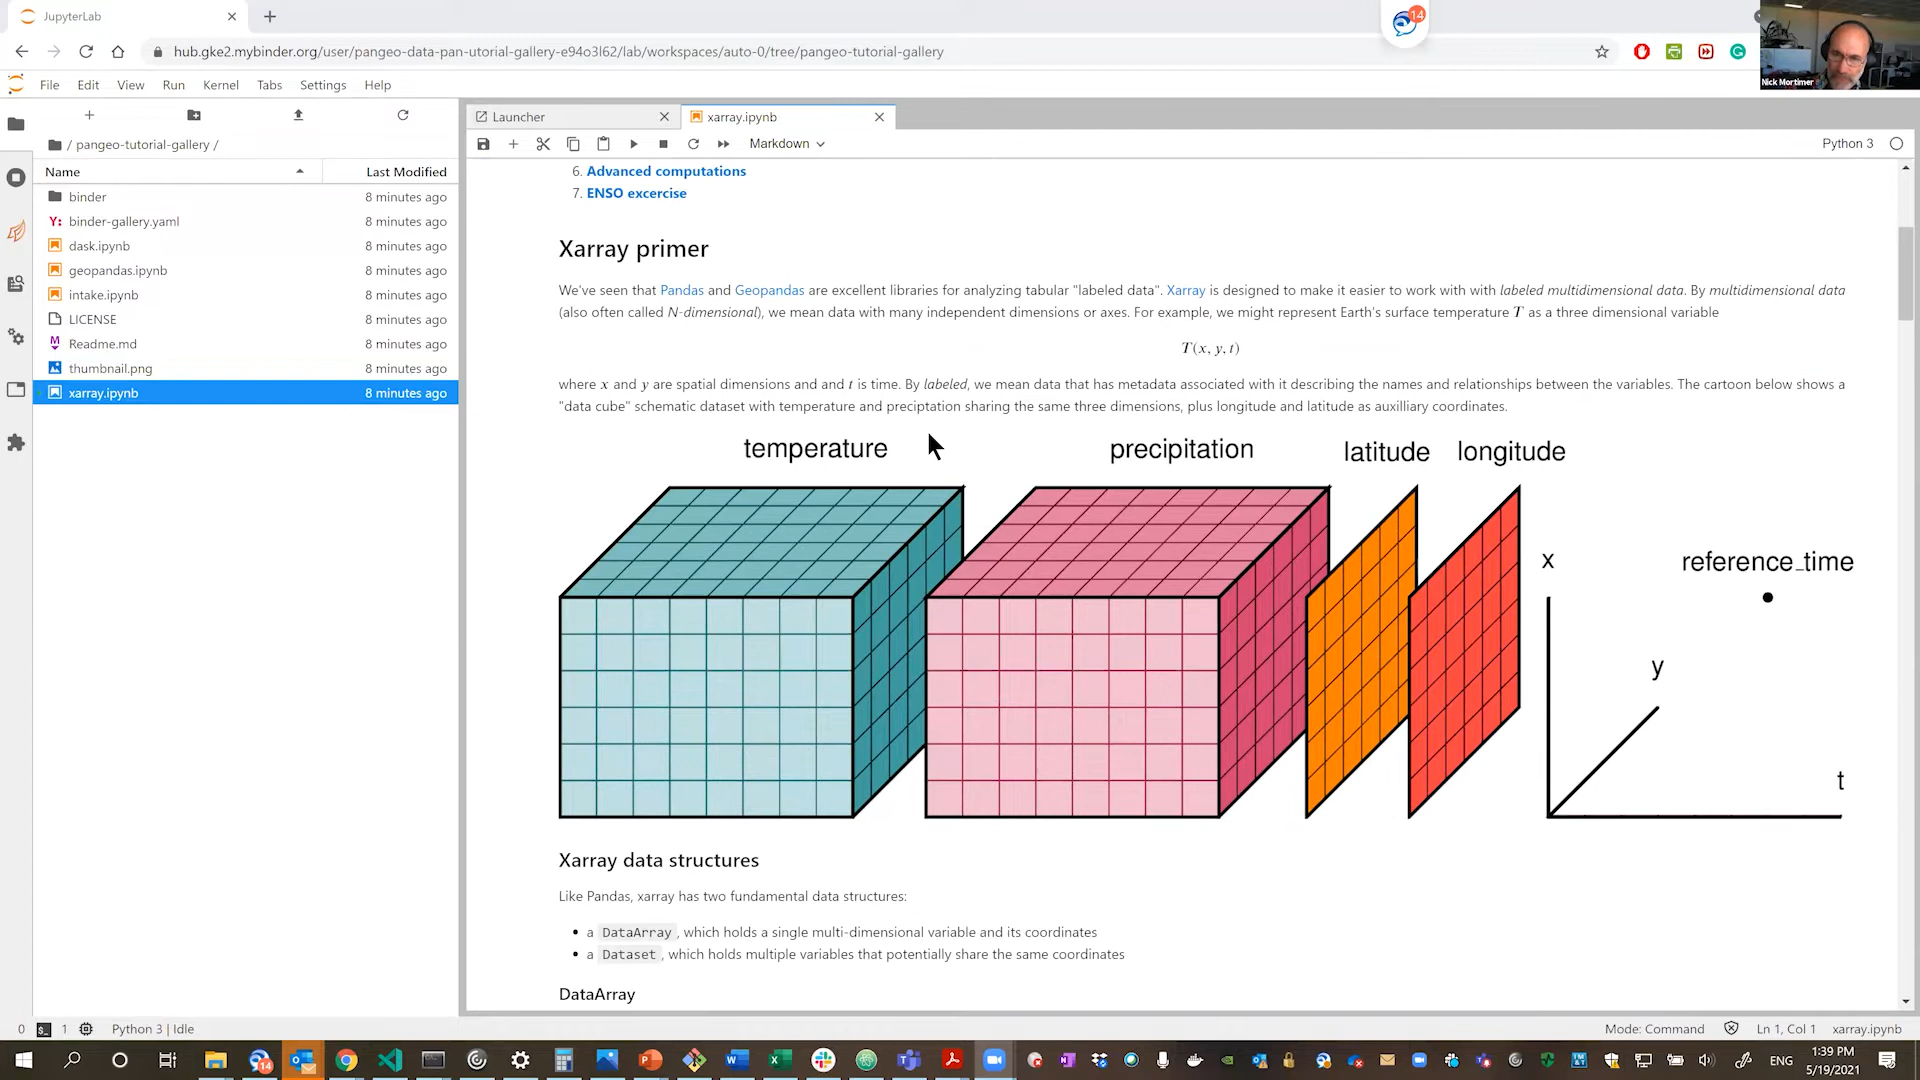 JupyterLab
14
hub.gke2.mybinder.org/user/pangeo-data-pan-utorial-gallery-e94o3l62/lab/workspaces/auto-0/tree/pangeo-tutorial-gallery
Nick Mortimer
File Edit View Run Kernel Tabs Settings Help
Launcher
xarray.ipynb
/ pangeo-tutorial-gallery /
Markdown
Python 3
Name Last Modified
binder 8 minutes ago
binder-gallery.yaml 8 minutes ago
dask.ipynb 8 minutes ago
geopandas.ipynb 8 minutes ago
intake.ipynb 8 minutes ago
LICENSE 8 minutes ago
Readme.md 8 minutes ago
thumbnail.png 8 minutes ago
xarray.ipynb 8 minutes ago
6. Advanced computations
7. ENSO excercise
Xarray primer
We've seen that Pandas and Geopandas are excellent libraries for analyzing tabular "labeled data". Xarray is designed to make it easier to work with with labeled multidimensional data. By multidimensional data
(also often called N-dimensional), we mean data with many independent dimensions or axes. For example, we might represent Earth's surface temperature T as a three dimensional variable
T(x, y, t)
where x and y are spatial dimensions and and t is time. By labeled, we mean data that has metadata associated with it describing the names and relationships between the variables. The cartoon below shows a
"data cube" schematic dataset with temperature and preciptation sharing the same three dimensions, plus longitude and latitude as auxilliary coordinates.
temperature precipitation latitude longitude
x
reference_time
y
t
Xarray data structures
Like Pandas, xarray has two fundamental data structures:
• a DataArray, which holds a single multi-dimensional variable and its coordinates
• a Dataset, which holds multiple variables that potentially share the same coordinates
DataArray
0 1 Python 3 | Idle
Mode: Command Ln 1, Col 1 xarray.ipynb
14
ENG
1:39 PM
5/19/2021